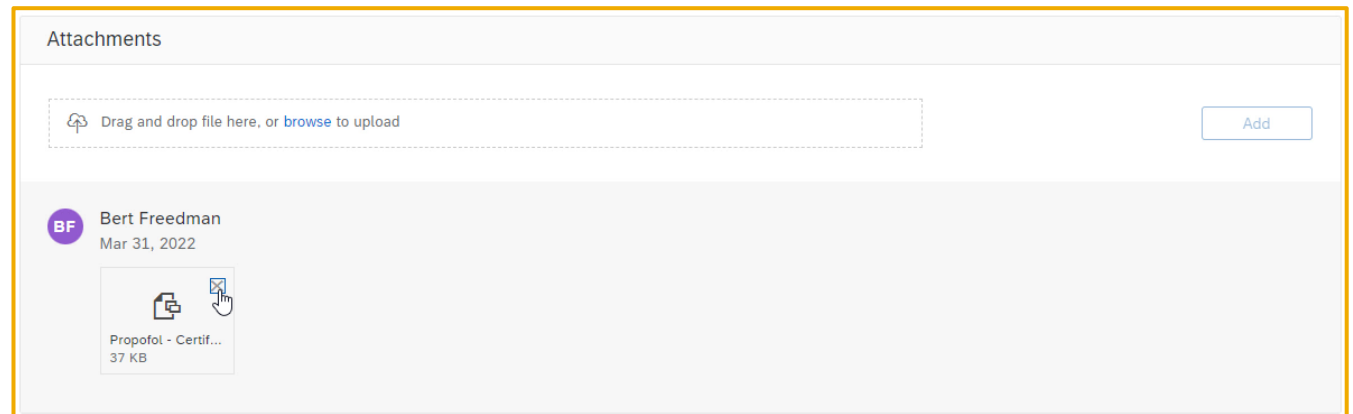 Attachments
Drag and drop file here, or browse to upload
Add
BF
Bert Freedman
Mar 31, 2022
Propofol - Certif...
37 KB